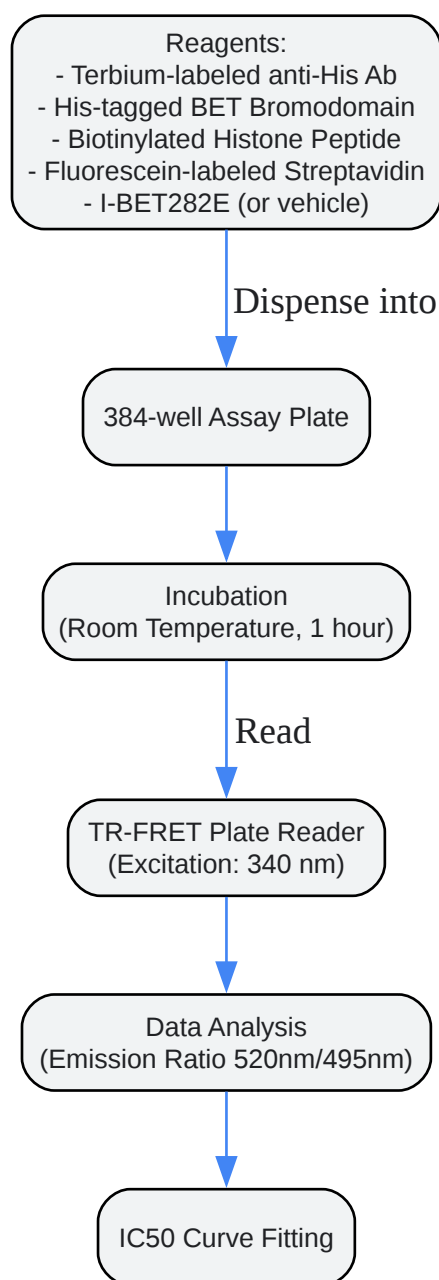 Reagents:
- Terbium-labeled anti-His Ab
- His-tagged BET Bromodomain
- Biotinylated Histone Peptide
- Fluorescein-labeled Streptavidin
- I-BET282E (or vehicle)
Dispense into
384-well Assay Plate
Incubation
(Room Temperature, 1 hour)
Read
TR-FRET Plate Reader
(Excitation: 340 nm)
Data Analysis
(Emission Ratio 520nm/495nm)
IC50 Curve Fitting